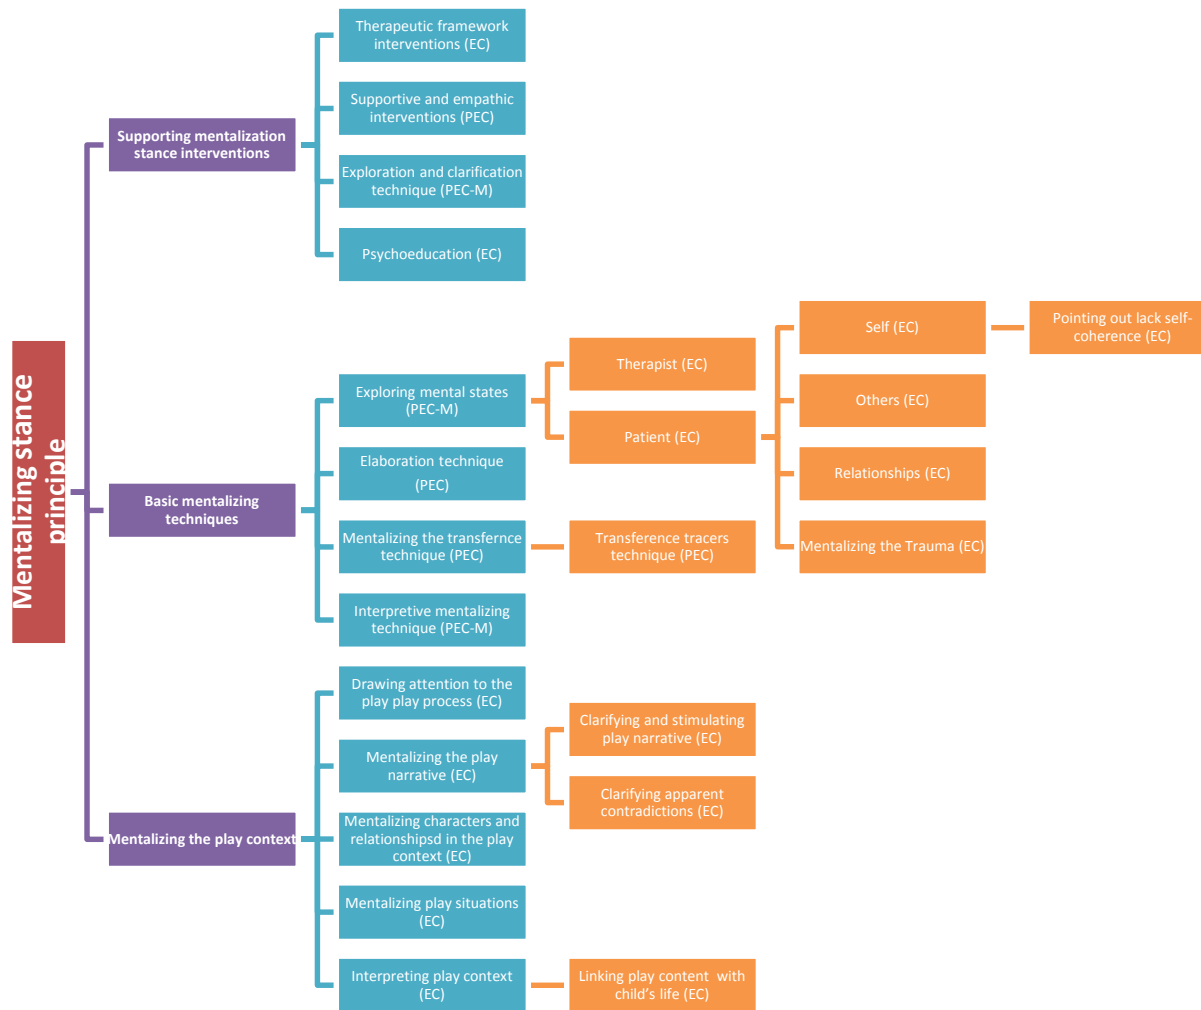 Mentalizing stance
principle
Supporting mentalization
stance interventions
Therapeutic framework
interventions (EC)
Supportive and empathic
interventions (PEC)
Exploration and clarification
technique (PEC-M)
Psychoeducation (EC)
Basic mentalizing
techniques
Exploring mental states
(PEC-M)
Therapist (EC)
Patient (EC)
Self (EC)
Pointing out lack self-
coherence (EC)
Others (EC)
Relationships (EC)
Mentalizing the Trauma (EC)
Elaboration technique
(PEC)
Mentalizing the transfernce
technique (PEC)
Transference tracers
technique (PEC)
Interpretive mentalizing
technique (PEC-M)
Mentalizing the play context
Drawing attention to the
play play process (EC)
Mentalizing the play
narrative (EC)
Clarifying and stimulating
play narrative (EC)
Clarifying apparent
contradictions (EC)
Mentalizing characters and
relationshipsd in the play
context (EC)
Mentalizing play situations
(EC)
Interpreting play context
(EC)
Linking play content with
child's life (EC)